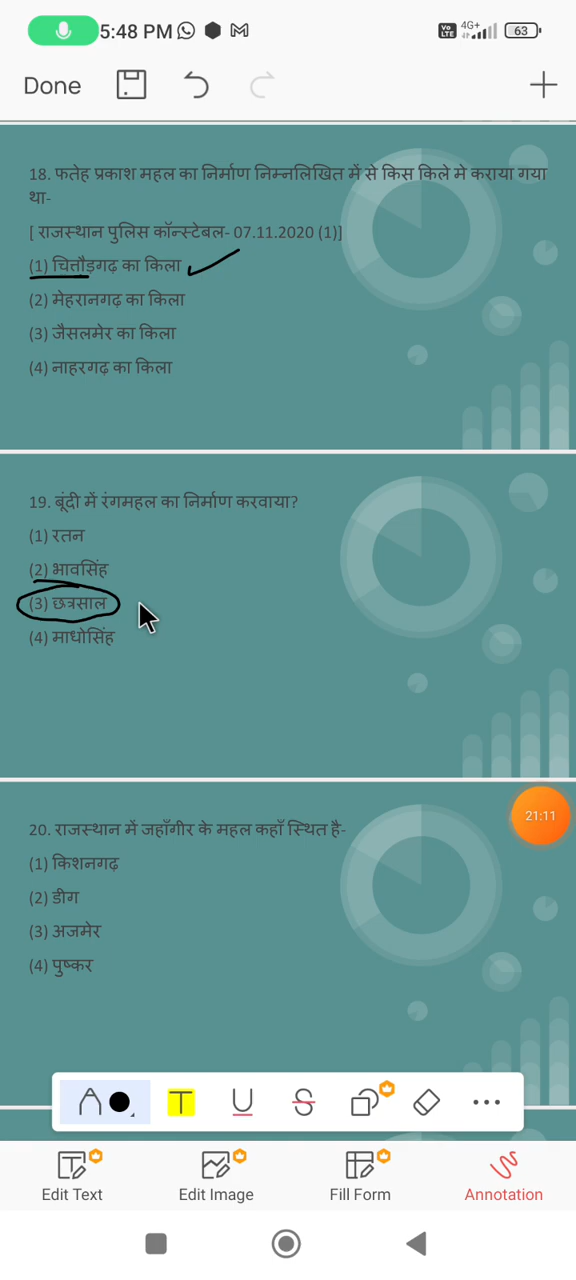 5:48 PM
Vo LTE 4G+ 63
Done
18. फतेह प्रकाश महल का निर्माण निम्नलिखित में से किस किले मे कराया गया
था-
[ राजस्थान पुलिस कॉन्स्टेबल- 07.11.2020 (1)]
(1) चित्तौड़गढ़ का किला
(2) मेहरानगढ़ का किला
(3) जैसलमेर का किला
(4) नाहरगढ़ का किला
19. बूंदी में रंगमहल का निर्माण करवाया?
(1) रतन
(2) भावसिंह
(3) छत्रसाल
(4) माधोसिंह
20. राजस्थान में जहाँगीर के महल कहाँ स्थित है-
(1) किशनगढ़
(2) डीग
(3) अजमेर
(4) पुष्कर
21:11
Edit Text Edit Image Fill Form Annotation